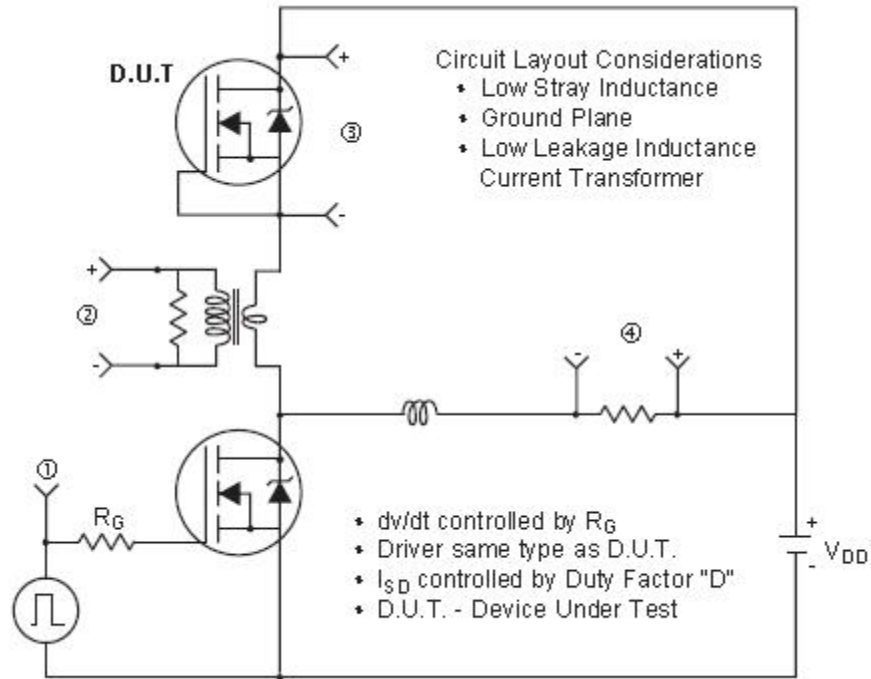 D.U.T
+
③
-
Circuit Layout Considerations
• Low Stray Inductance
• Ground Plane
• Low Leakage Inductance
Current Transformer
+
②
-
④
-
+
①
R_G
• dv/dt controlled by R_G
• Driver same type as D.U.T.
• I_SD controlled by Duty Factor "D"
• D.U.T. - Device Under Test
+
-
V_DD